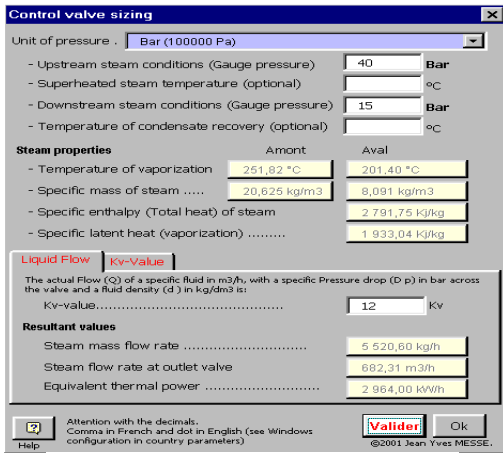 Control valve sizing
Unit of pressure . Bar (100000 Pa)
- Upstream steam conditions (Gauge pressure) 40 Bar
- Superheated steam temperature (optional) °C
- Downstream steam conditions (Gauge pressure) 15 Bar
- Temperature of condensate recovery (optional) °C
Steam properties Amont Aval
- Temperature of vaporization 251,82 °C 201,40 °C
- Specific mass of steam ..... 20,625 kg/m3 8,091 kg/m3
- Specific enthalpy (Total heat) of steam 2 791,75 Kj/kg
- Specific latent heat (vaporization) ......... 1 933,04 Kj/kg
Liquid Flow Kv-Value
The actual Flow (Q) of a specific fluid in m3/h, with a specific Pressure drop (D p) in bar across
the valve and a fluid density (d ) in kg/dm3 is:
Kv-value............................................ 12 Kv
Resultant values
Steam mass flow rate ............................. 5 520,60 kg/h
Steam flow rate at outlet valve 682,31 m3/h
Equivalent thermal power ...................... 2 964,00 kW/h
Help
Attention with the decimals.
Comma in French and dot in English (see Windows
configuration in country parameters)
Valider Ok
©2001 Jean Yves MESSE.